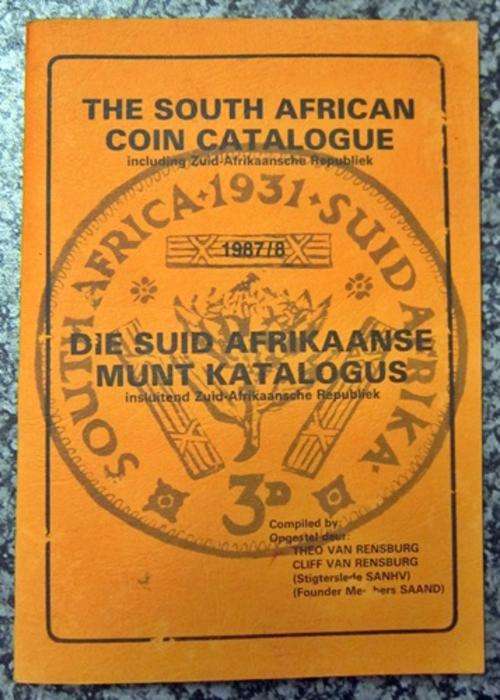 THE SOUTH AFRICAN
COIN CATALOGUE
including Zuid-Afrikaansche Republiek
SOUTH AFRICA · 1931 · SUID AFRIKA
1987/8
DIE SUID AFRIKAANSE
MUNT KATALOGUS
insluitend Zuid-Afrikaansche Republiek
3D
Compiled by:
Opgestel deur:
THEO VAN RENSBURG
CLIFF VAN RENSBURG
(Stigterslede SANHV)
(Founder Members SAAND)